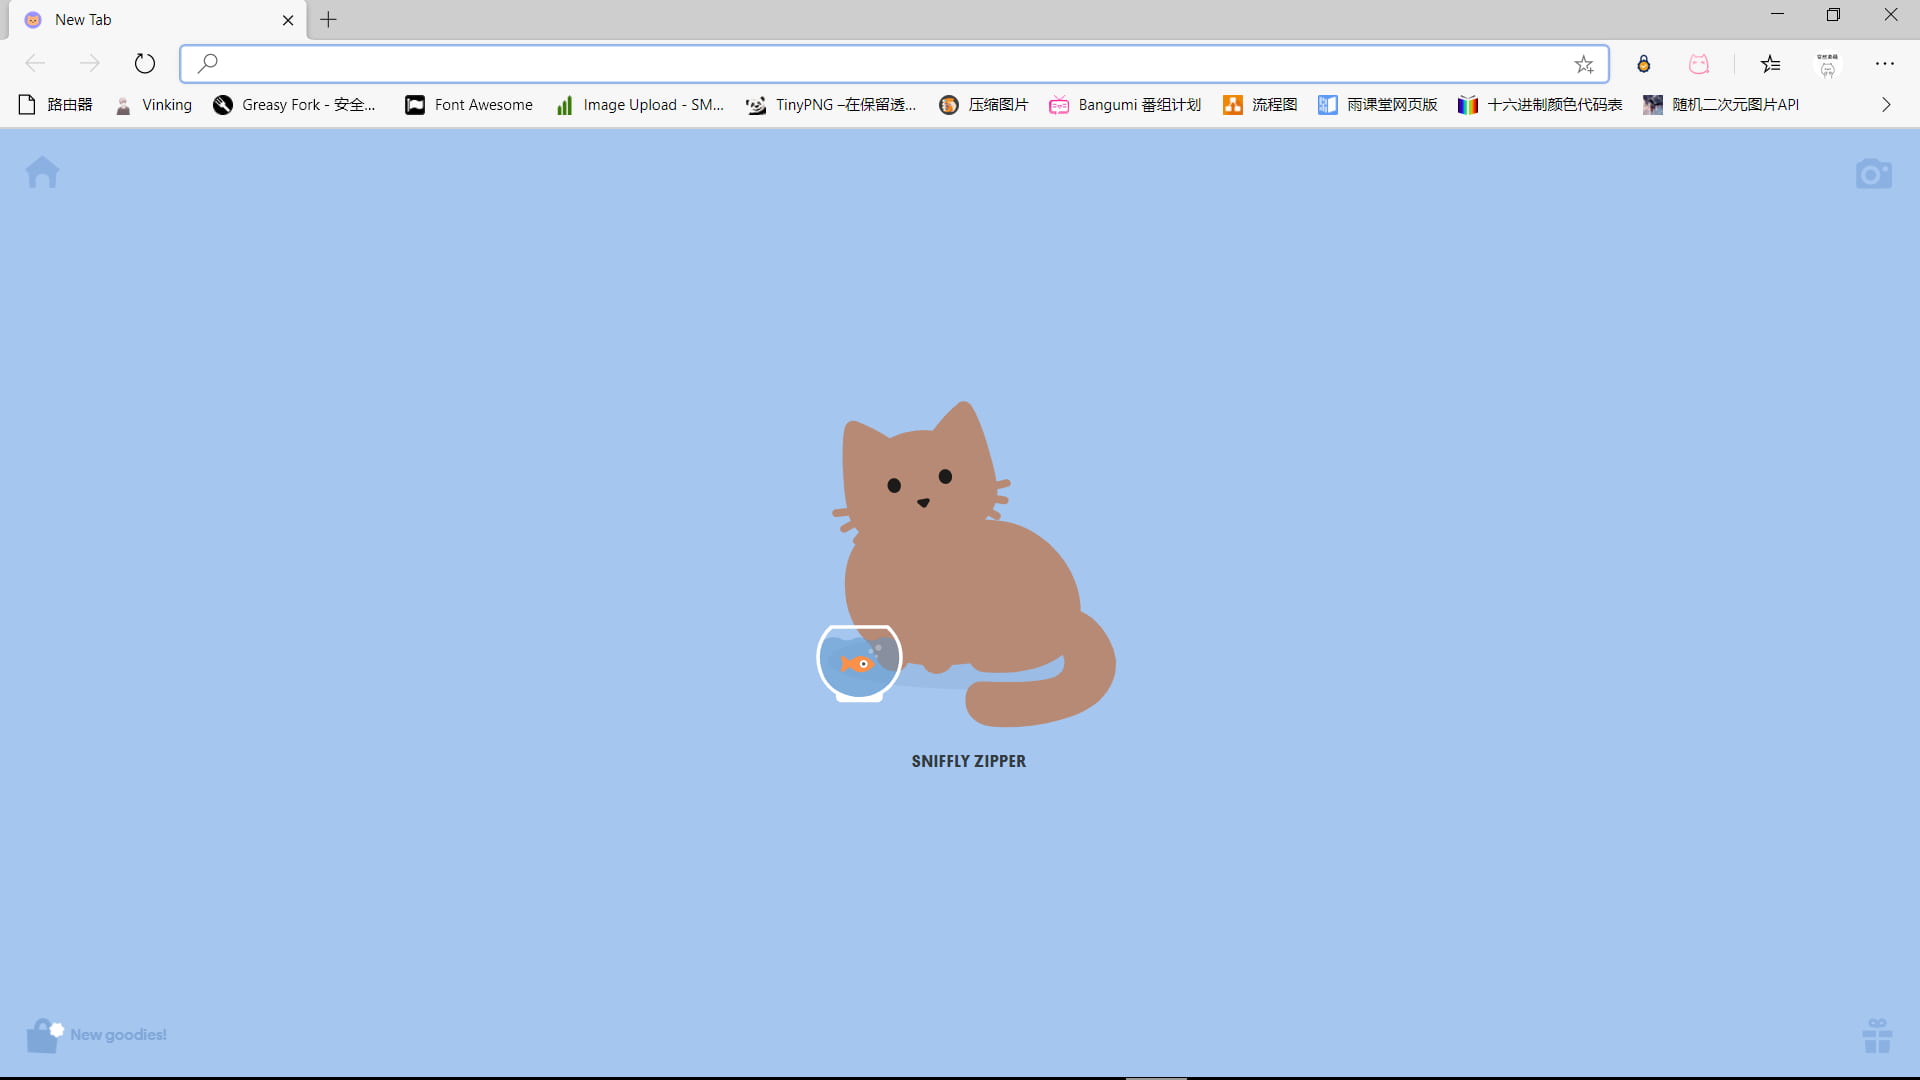 New Tab
路由器
Vinking
Greasy Fork - 安全...
Font Awesome
Image Upload - SM...
TinyPNG –在保留透...
压缩图片
Bangumi 番组计划
流程图
雨课堂网页版
十六进制颜色代码表
随机二次元图片API
SNIFFLY ZIPPER
New goodies!